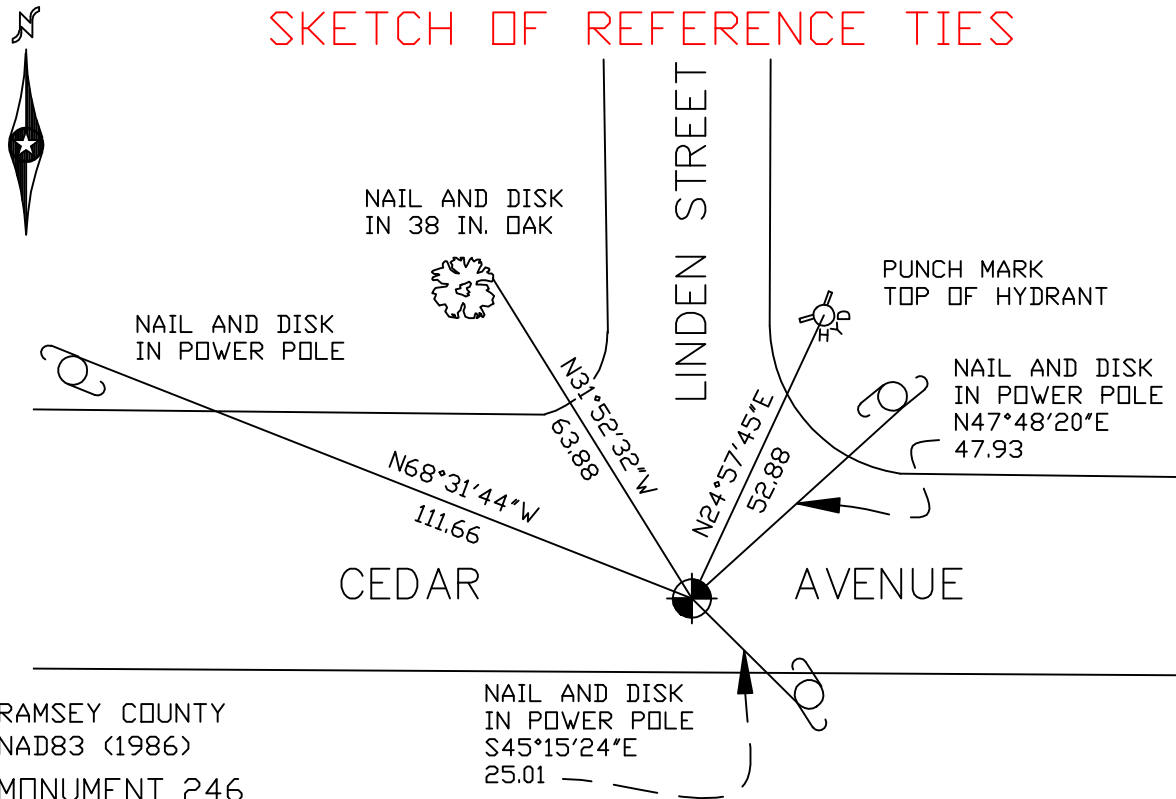 N
SKETCH OF REFERENCE TIES
LINDEN STREET
NAIL AND DISK
IN 38 IN. OAK
PUNCH MARK
TOP OF HYDRANT
HYD
NAIL AND DISK
IN POWER POLE
NAIL AND DISK
IN POWER POLE
N47°48'20"E
47.93
N31°52'32"W
63.88
N24°57'45"E
52.88
N68°31'44"W
111.66
CEDAR AVENUE
NAIL AND DISK
IN POWER POLE
S45°15'24"E
25.01
RAMSEY COUNTY
NAD83 (1986)
MONUMENT 246